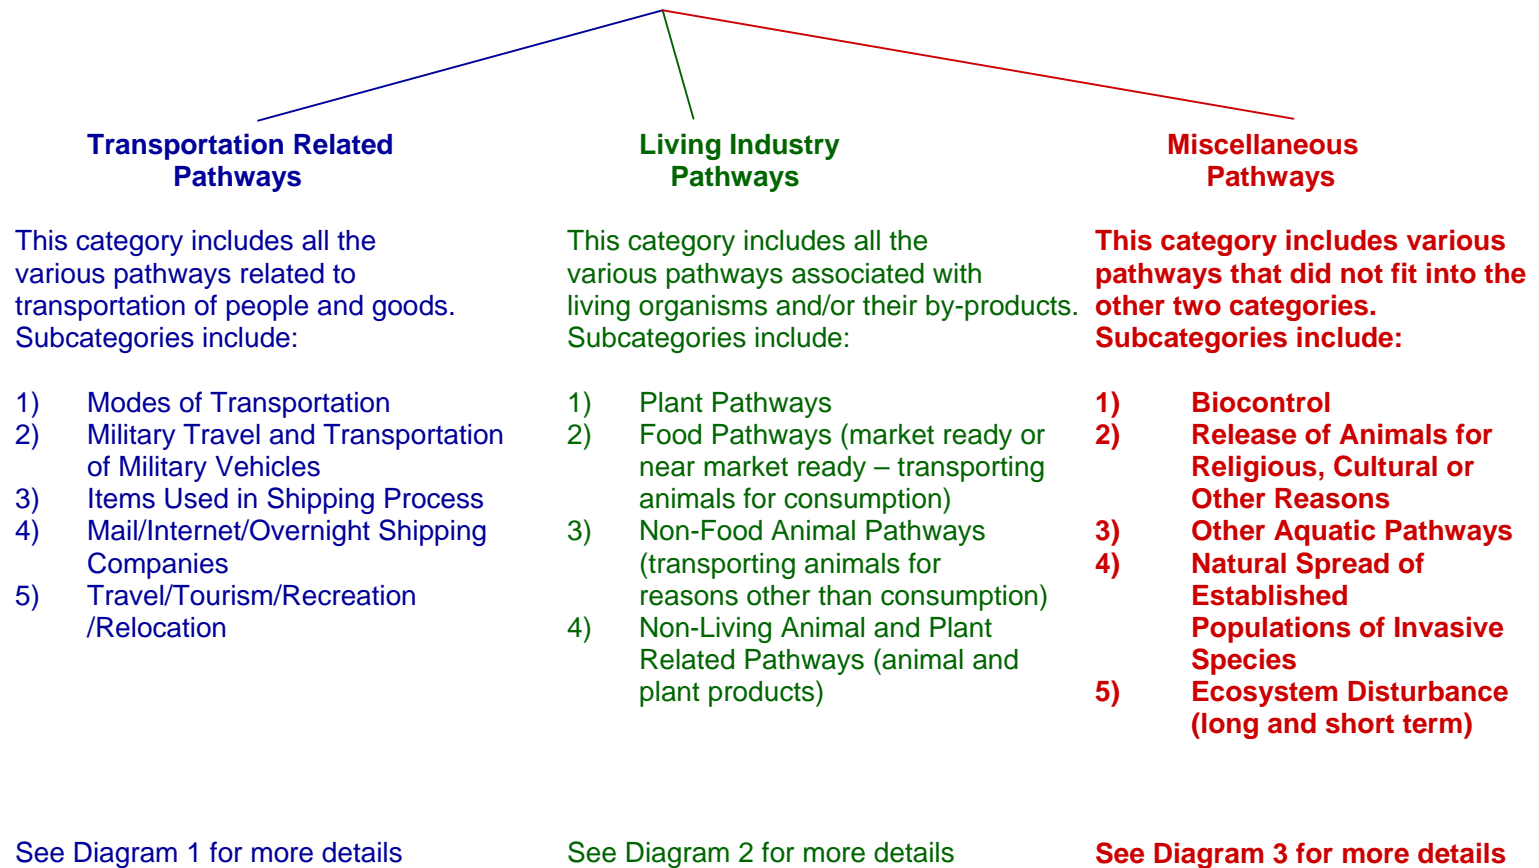 Transportation Related
Pathways
This category includes all the
various pathways related to
transportation of people and goods.
Subcategories include:
1) Modes of Transportation
2) Military Travel and Transportation
of Military Vehicles
3) Items Used in Shipping Process
4) Mail/Internet/Overnight Shipping
Companies
5) Travel/Tourism/Recreation
/Relocation
See Diagram 1 for more details
Living Industry
Pathways
This category includes all the
various pathways associated with
living organisms and/or their by-products.
Subcategories include:
1) Plant Pathways
2) Food Pathways (market ready or
near market ready – transporting
animals for consumption)
3) Non-Food Animal Pathways
(transporting animals for
reasons other than consumption)
4) Non-Living Animal and Plant
Related Pathways (animal and
plant products)
See Diagram 2 for more details
Miscellaneous
Pathways
This category includes various
pathways that did not fit into the
other two categories.
Subcategories include:
1) Biocontrol
2) Release of Animals for
Religious, Cultural or
Other Reasons
3) Other Aquatic Pathways
4) Natural Spread of
Established
Populations of Invasive
Species
5) Ecosystem Disturbance
(long and short term)
See Diagram 3 for more details